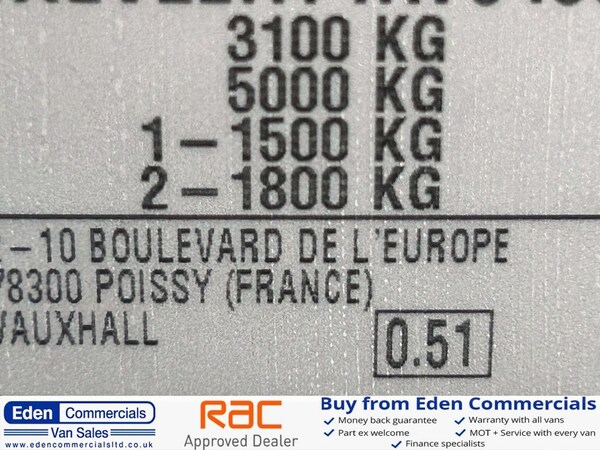 3100 KG
5000 KG
1 – 1500 KG
2 – 1800 KG
– 10 BOULEVARD DE L'EUROPE
78300 POISSY (FRANCE)
VAUXHALL
0.51
Eden Commercials
Van Sales
www.edencommercialsltd.co.uk
RAC
Approved Dealer
Buy from Eden Commercials
✓ Money back guarantee ✓ Warranty with all vans
✓ Part ex welcome ✓ MOT + Service with every van
✓ Finance specialists